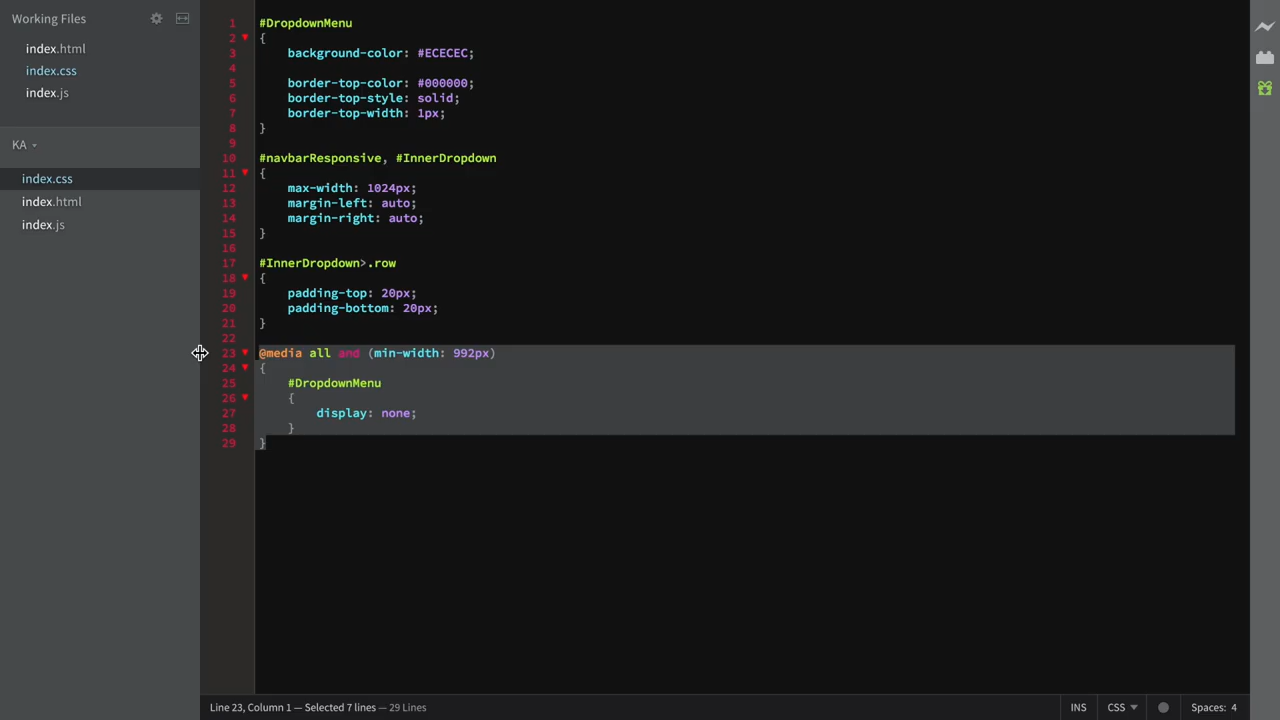 Working Files
index.html
index.css
index.js
KA
index.css
index.html
index.js
1 #DropdownMenu
2 {
3 background-color: #ECECEC;
4
5 border-top-color: #000000;
6 border-top-style: solid;
7 border-top-width: 1px;
8 }
9
10 #navbarResponsive, #InnerDropdown
11 {
12 max-width: 1024px;
13 margin-left: auto;
14 margin-right: auto;
15 }
16
17 #InnerDropdown>.row
18 {
19 padding-top: 20px;
20 padding-bottom: 20px;
21 }
22
23 @media all and (min-width: 992px)
24 {
25 #DropdownMenu
26 {
27 display: none;
28 }
29 }
Line 23, Column 1 — Selected 7 lines — 29 Lines
INS CSS Spaces: 4